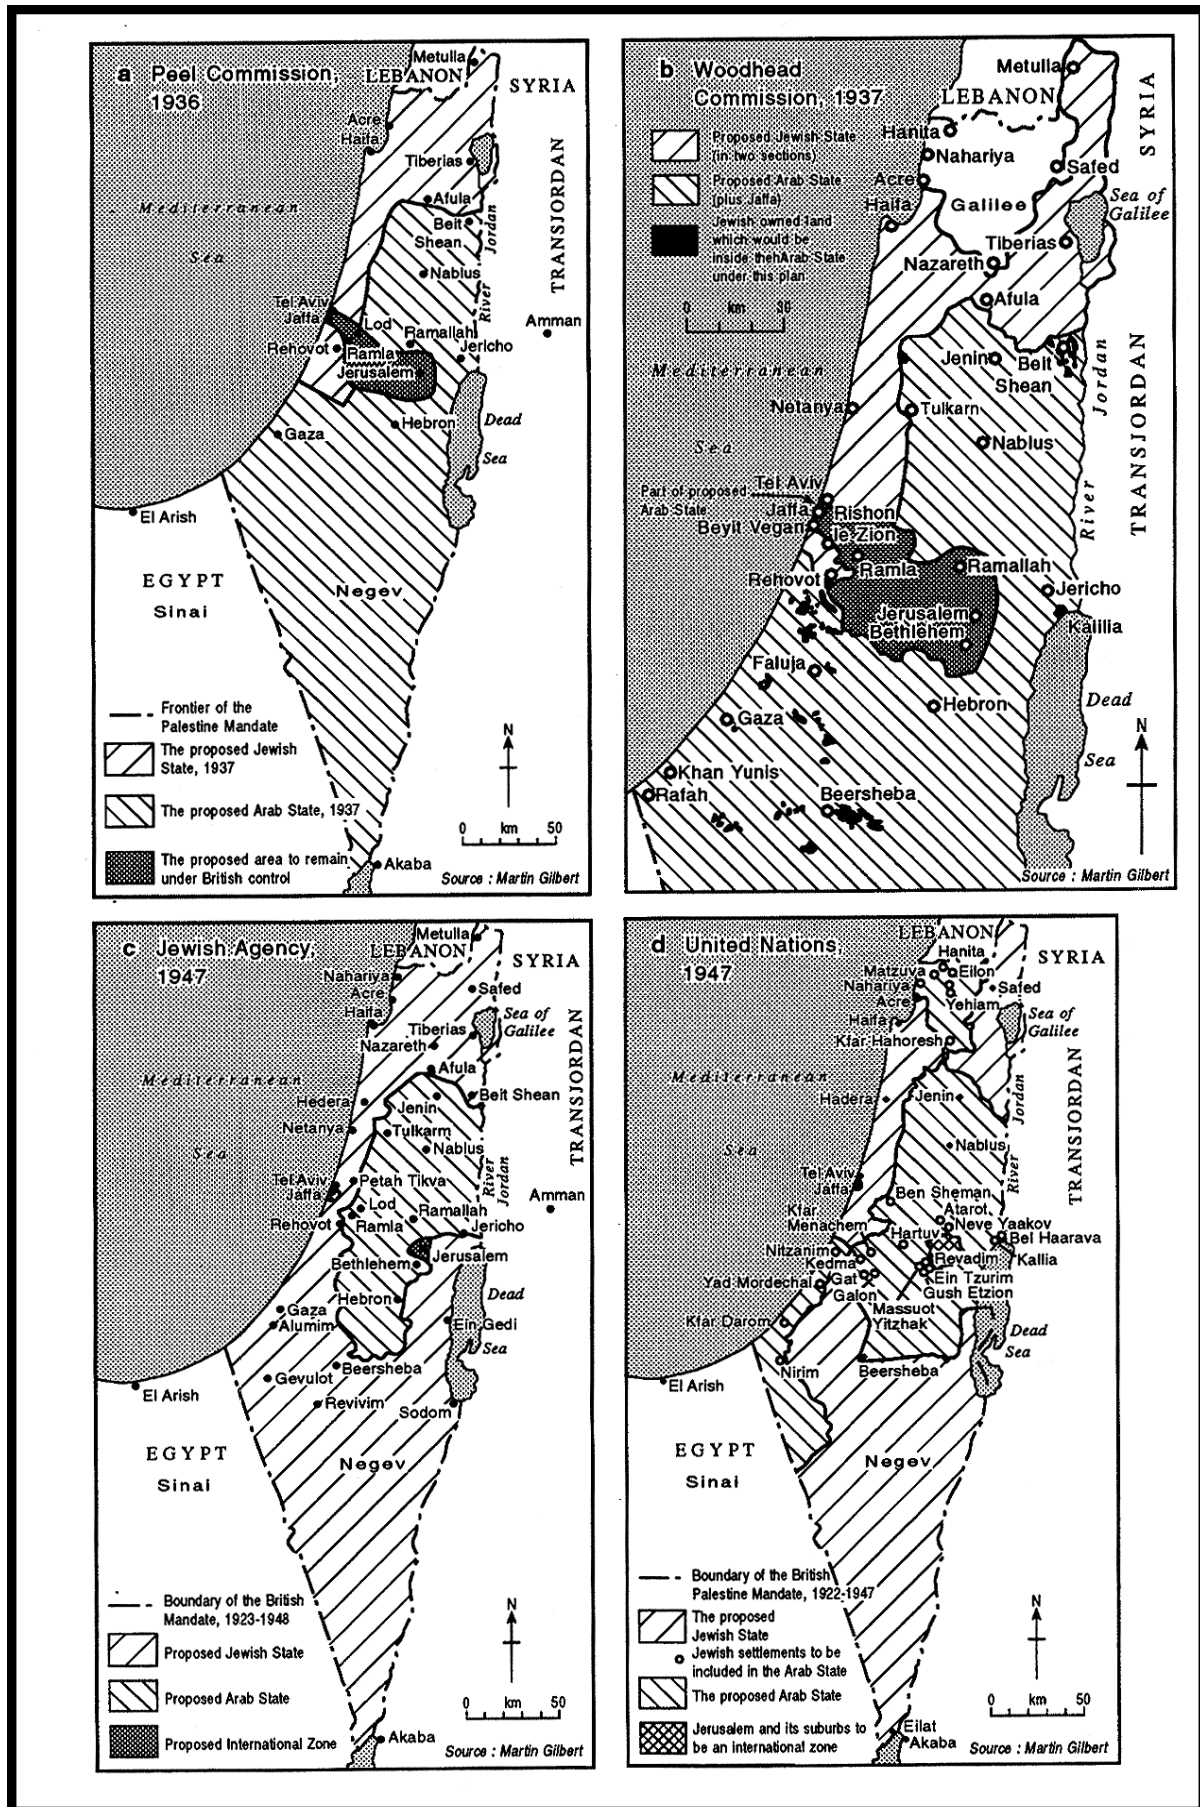 a Peel Commission,
1936
Metulla
LEBANON
SYRIA
Acre
Haifa
Tiberias
TRANSJORDAN
Mediterranean
Sea
Afula
Beit
Shean
Jordan
River
Nablus
Tel Aviv
Jaffa
Lod
Ramallah
Amman
Rehovot
Ramla
Jericho
Jerusalem
Hebron
Dead
Sea
Gaza
El Arish
EGYPT
Sinai
Negev
Frontier of the
Palestine Mandate
The proposed Jewish
State, 1937
The proposed Arab State, 1937
The proposed area to remain
under British control
N
0 km 50
Akaba
Source : Martin Gilbert
b Woodhead
Commission, 1937
Metulla
LEBANON
SYRIA
Proposed Jewish State
(in two sections)
Proposed Arab State
(plus Jaffa)
Jewish owned land
which would be
inside thehArab State
under this plan
0 km 30
Hanita
Nahariya
Safed
Acre
Galilee
Sea of
Galilee
Haifa
Tiberias
Nazareth
Afula
Jenin
Beit
Shean
Jordan
River
TRANSJORDAN
Mediterranean
Sea
Netanya
Tulkarn
Nablus
Tel Aviv
Part of proposed
Arab State
Jaffa
Rishon
le Zion
Beyit Vegan
Ramla
Ramallah
Rehovot
Jericho
Jerusalem
Bethlehem
Kalilia
Faluja
Hebron
Dead
Sea
Gaza
N
Khan Yunis
Rafah
Beersheba
Source : Martin Gilbert
c Jewish Agency,
1947
Metulla
LEBANON
SYRIA
Nahariya
Acre
Haifa
Safed
Sea of
Galilee
Tiberias
Nazareth
TRANSJORDAN
Afula
Mediterranean
Sea
Hedera
Jenin
Beit Shean
Netanya
Tulkarm
Nablus
River
Jordan
Tel Aviv
Jaffa
Petah Tikva
Amman
Lod
Ramallah
Rehovot
Ramla
Jericho
Jerusalem
Bethlehem
Hebron
Dead
Sea
Gaza
Alumim
Ein Gedi
Beersheba
Gevulot
El Arish
Revivim
Sodom
EGYPT
Sinai
Negev
Boundary of the British
Mandate, 1923-1948
Proposed Jewish State
Proposed Arab State
Proposed International Zone
N
0 km 50
Akaba
Source : Martin Gilbert
d United Nations,
1947
LEBANON
SYRIA
Hanita
Matzuva
Eilon
Nahariya
Safed
Acre
Yehiam
Haifa
Sea of
Galilee
Kfar Hahoresh
TRANSJORDAN
Mediterranean
Sea
Hadera
Jenin
Jordan
River
Nablus
Tel Aviv
Jaffa
Ben Sheman
Atarot
Kfar
Menachem
Neve Yaakov
Hartuv
Bel Haarava
Nitzanim
Kedma
Revadim
Kallia
Yad Mordechal
Gat
Ein Tzurim
Galon
Gush Etzion
Massuot
Yitzhak
Kfar Darom
Dead
Sea
Nirim
Beersheba
El Arish
EGYPT
Sinai
Negev
Boundary of the British
Palestine Mandate, 1922-1947
The proposed
Jewish State
Jewish settlements to be
included in the Arab State
The proposed Arab State
Jerusalem and its suburbs to
be an international zone
N
0 km 50
Eilat
Akaba
Source : Martin Gilbert